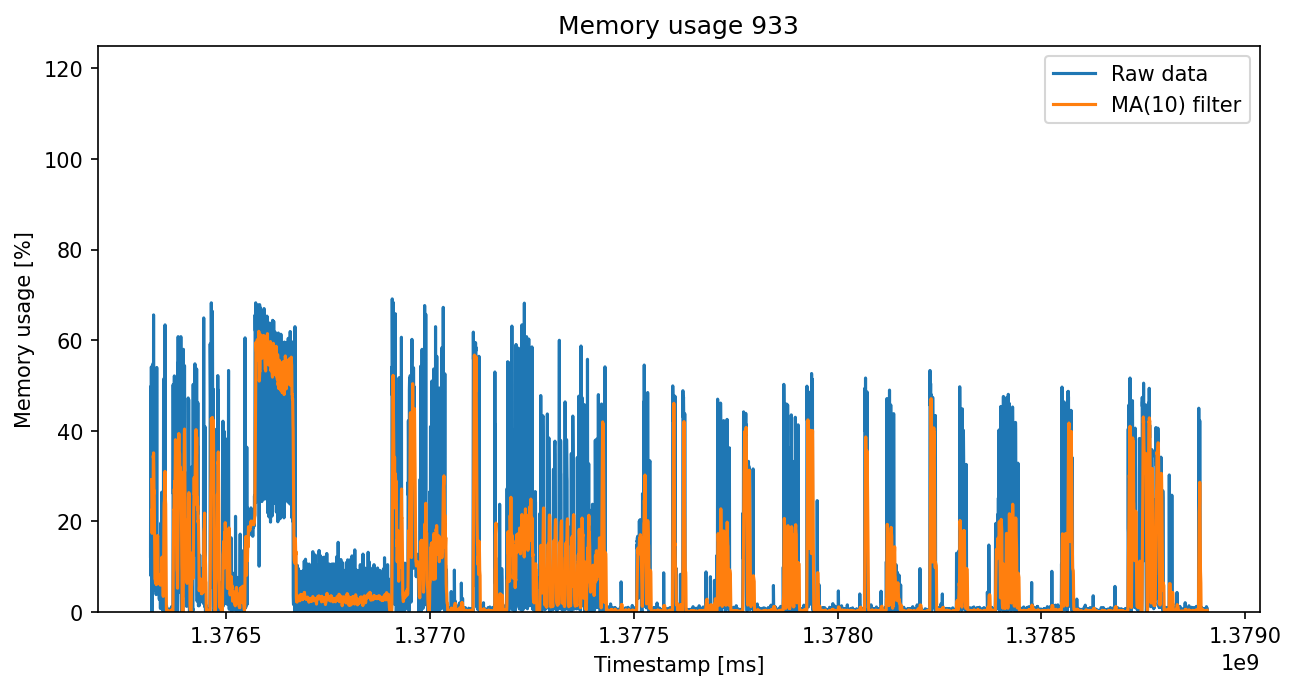 Memory usage 933
Raw data
MA(10) filter
Memory usage [%]
120
100
80
60
40
20
0
1.3765 1.3770 1.3775 1.3780 1.3785 1.3790
1e9
Timestamp [ms]